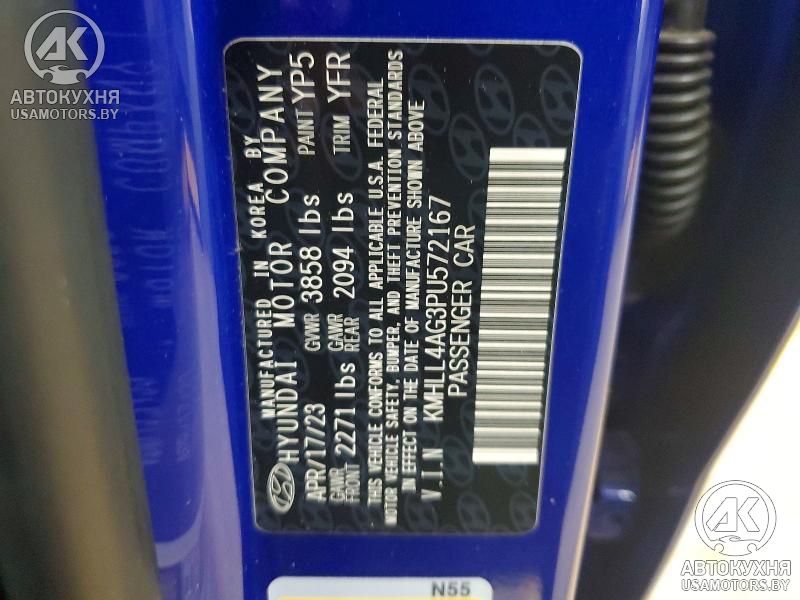 MANUFACTURED IN KOREA BY
HYUNDAI MOTOR COMPANY
APR/17/23 GVWR 3858 lbs PAINT YP5
GAWR FRONT 2271 lbs GAWR REAR 2094 lbs TRIM YFR
THIS VEHICLE CONFORMS TO ALL APPLICABLE U.S.A. FEDERAL
MOTOR VEHICLE SAFETY, BUMPER, AND THEFT PREVENTION STANDARDS
IN EFFECT ON THE DATE OF MANUFACTURE SHOWN ABOVE
V.I.N KMHLL4AG3PU572167
PASSENGER CAR
N55
АК
АВТОКУХНЯ
USAMOTORS.BY
АК
АВТОКУХНЯ
USAMOTORS.BY